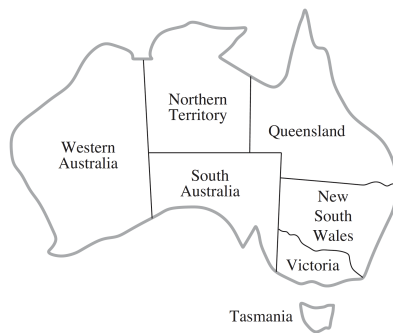 Northern
Territory
Western
Australia
Queensland
South
Australia
New
South
Wales
Victoria
Tasmania